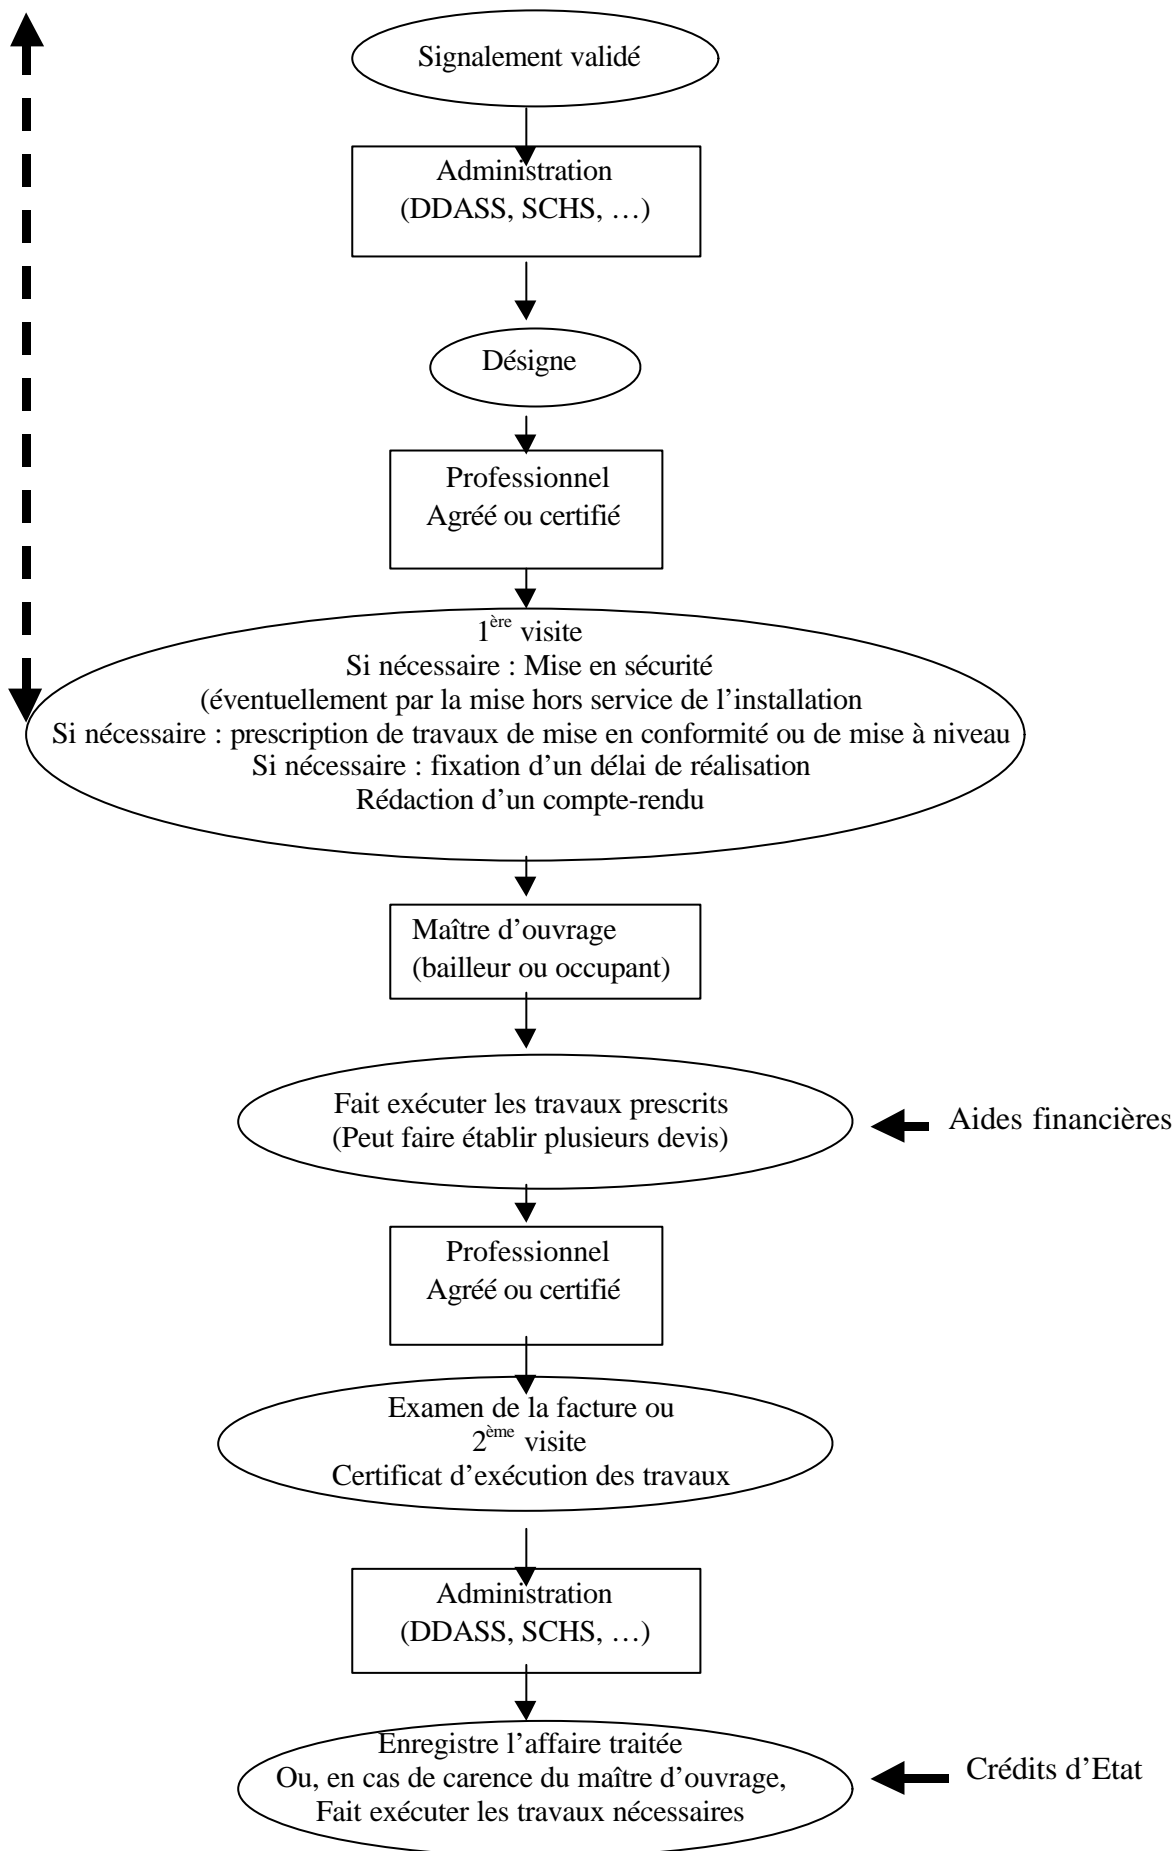 Signalement validé
Administration
(DDASS, SCHS, …)
Désigne
Professionnel
Agréé ou certifié
1ère visite
Si nécessaire : Mise en sécurité
(éventuellement par la mise hors service de l’installation
Si nécessaire : prescription de travaux de mise en conformité ou de mise à niveau
Si nécessaire : fixation d’un délai de réalisation
Rédaction d’un compte-rendu
Maître d’ouvrage
(bailleur ou occupant)
Fait exécuter les travaux prescrits
(Peut faire établir plusieurs devis)
Aides financières
Professionnel
Agréé ou certifié
Examen de la facture ou
2ème visite
Certificat d’exécution des travaux
Administration
(DDASS, SCHS, …)
Enregistre l’affaire traitée
Ou, en cas de carence du maître d’ouvrage,
Fait exécuter les travaux nécessaires
Crédits d’Etat